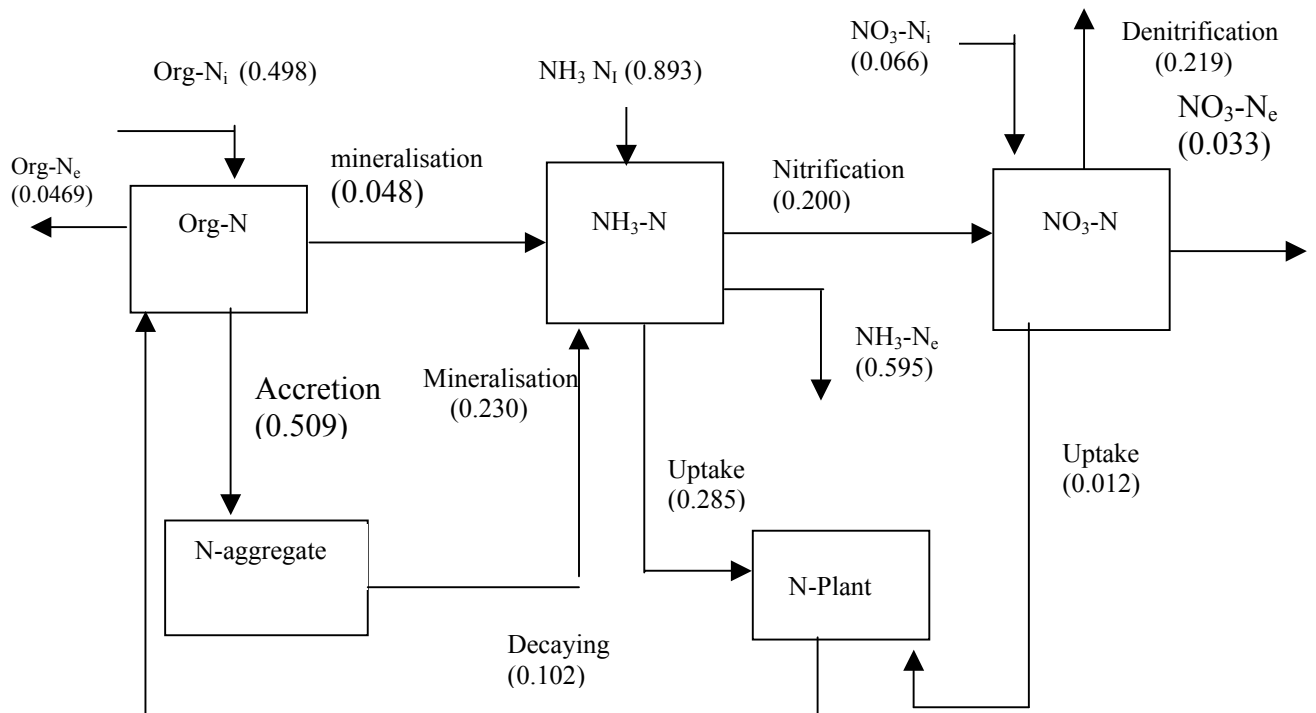 Org-Nᵢ (0.498)
NH₃ N_I (0.893)
NO₃-Nᵢ
(0.066)
Denitrification
(0.219)
NO₃-Nₑ
(0.033)
Org-Nₑ
(0.0469)
mineralisation
(0.048)
Nitrification
(0.200)
Org-N
NH₃-N
NO₃-N
NH₃-Nₑ
(0.595)
Accretion
(0.509)
Mineralisation
(0.230)
Uptake
(0.285)
Uptake
(0.012)
N-aggregate
N-Plant
Decaying
(0.102)